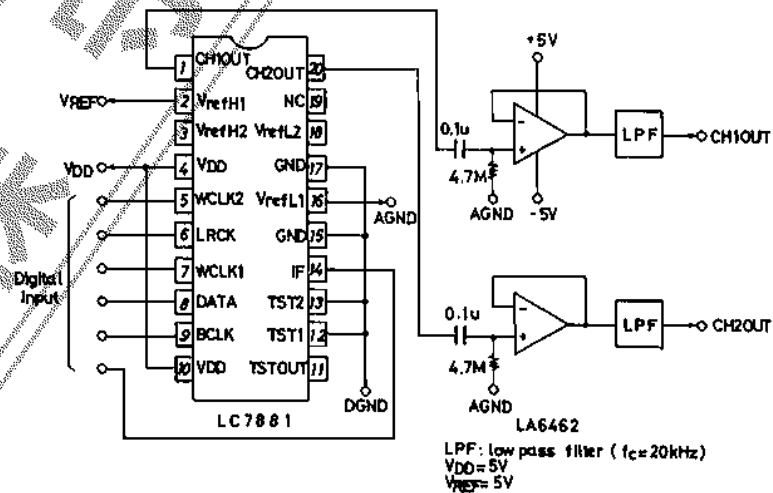 +5V
1 CH1OUT
CH2OUT 20
VREF
2 VrefH1
NC 19
0.1u
LPF
CH1OUT
3 VrefH2
VrefL2 18
VDD
4 VDD
GND 17
4.7M
5 WCLK2
VrefL1 16
AGND
AGND
-5V
6 LRCK
GND 15
7 WCLK1
IF 14
Digital
Input
8 DATA
TST2 13
0.1u
LPF
CH2OUT
9 BCLK
TST1 12
10 VDD
TSTOUT 11
4.7M
DGND
AGND
LC7881
LA6462
LPF: low pass filter (fc=20kHz)
VDD=5V
VREF=5V